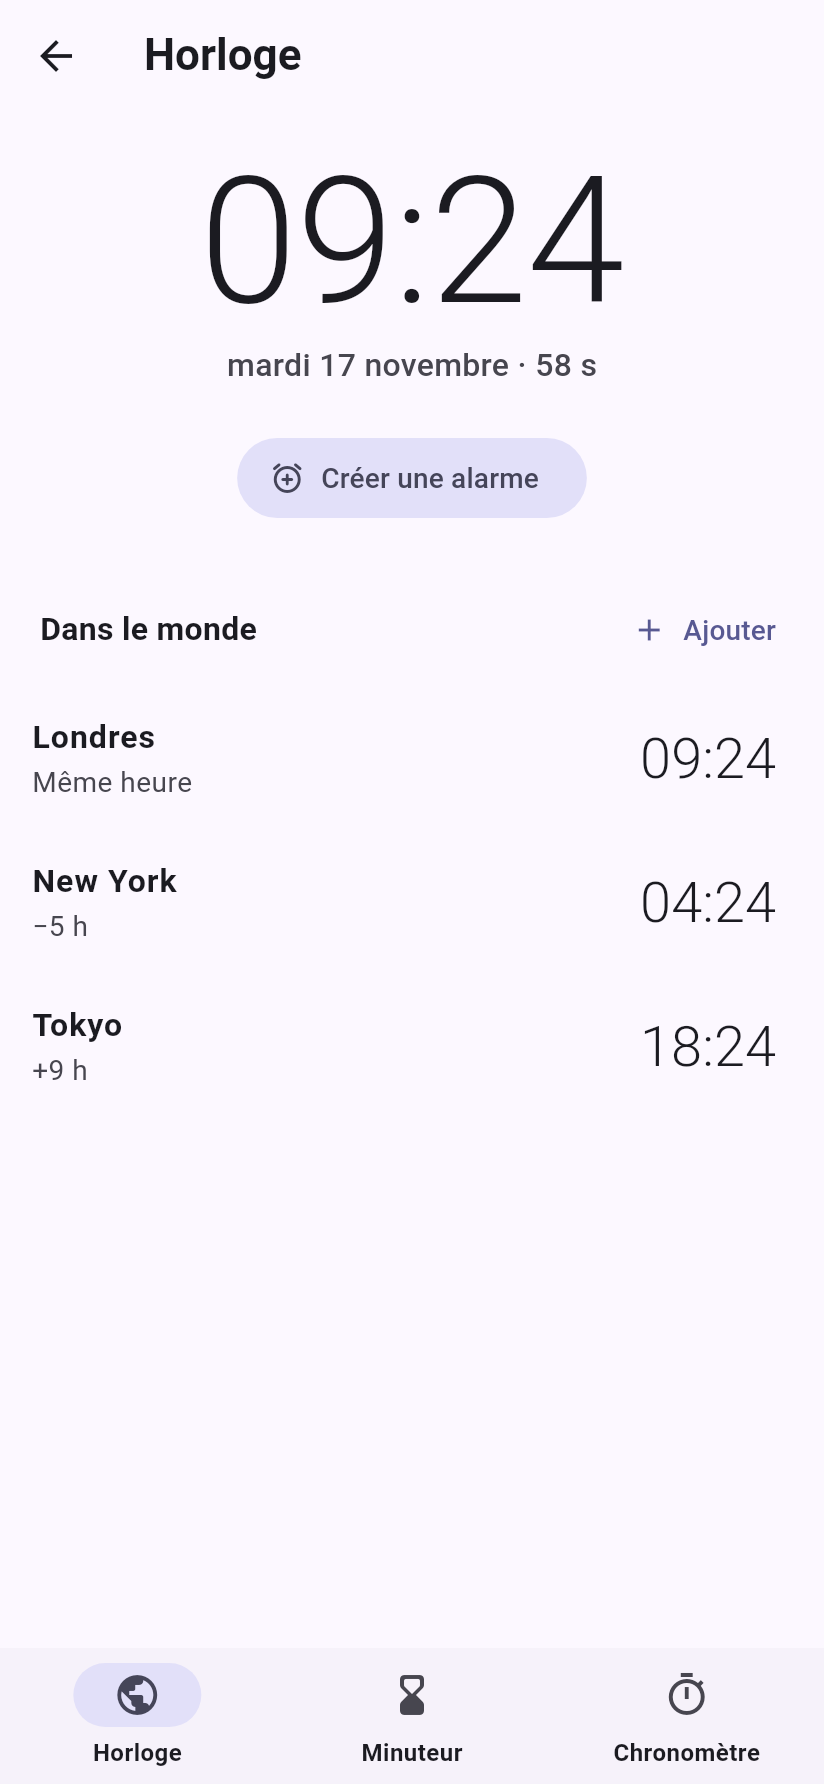 Horloge
09:24
mardi 17 novembre · 58 s
Créer une alarme
Dans le monde
Ajouter
Londres
Même heure
09:24
New York
−5 h
04:24
Tokyo
+9 h
18:24
Horloge
Minuteur
Chronomètre